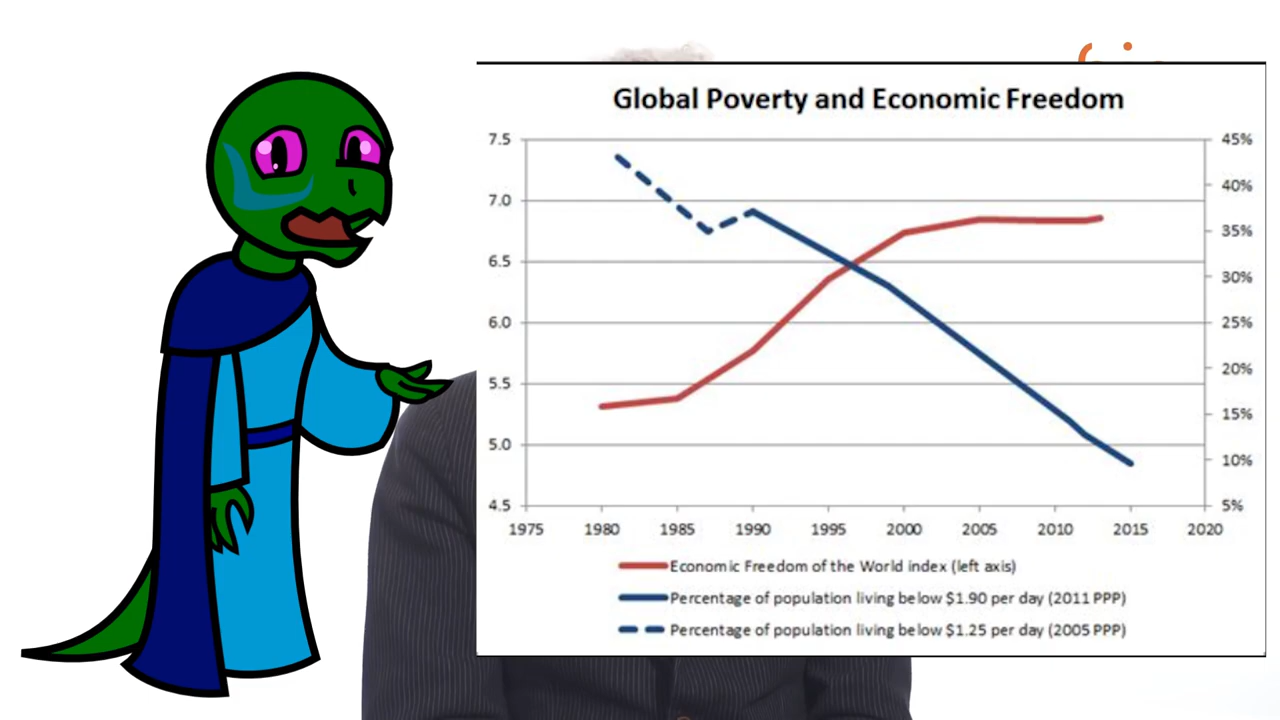 Global Poverty and Economic Freedom
7.5 45%
40%
7.0
35%
6.5
30%
6.0 25%
20%
5.5
15%
5.0
10%
4.5 5%
1975 1980 1985 1990 1995 2000 2005 2010 2015 2020
Economic Freedom of the World index (left axis)
Percentage of population living below $1.90 per day (2011 PPP)
Percentage of population living below $1.25 per day (2005 PPP)